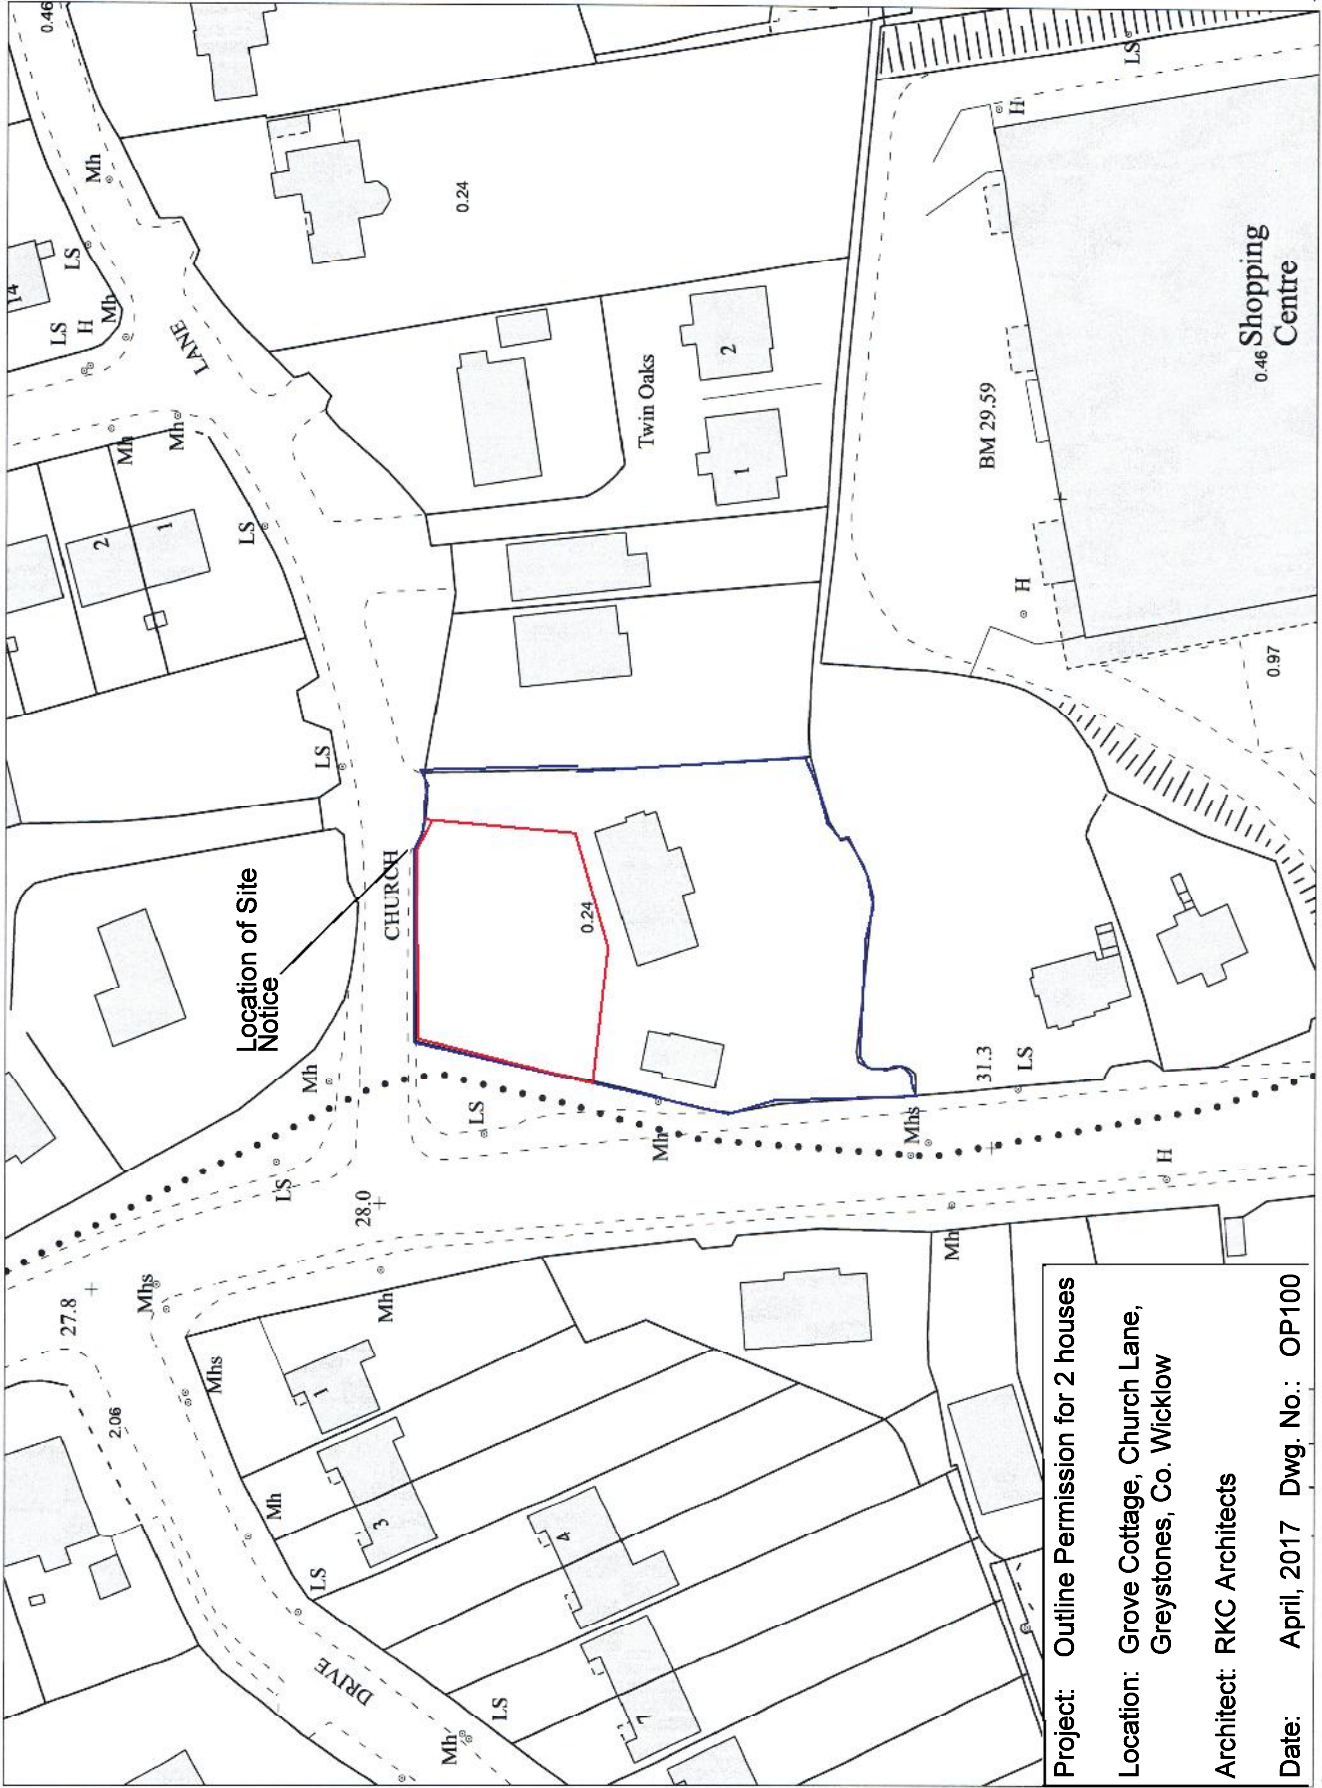 0.46
Mh
14
LS
LS
H
Mh
LANE
Mh
Mh
2
1
LS
LS
0.24
Twin Oaks
2
1
LS
H
BM 29.59
H
0.46 Shopping
Centre
0.97
Location of Site
Notice
CHURCH
0.24
Mh
LS
LS
28.0
Mh
Mhs
31.3
LS
H
Mh
27.8
Mhs
Mhs
2.06
Mh
1
3
Mh
LS
4
7
DRIVE
LS
Mh
Project: Outline Permission for 2 houses
Location: Grove Cottage, Church Lane,
Greystones, Co. Wicklow
Architect: RKC Architects
Date: April, 2017 Dwg. No.: OP100